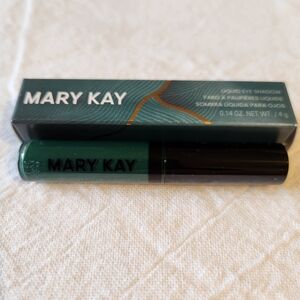 MARY KAY
LIQUID EYE SHADOW
FARD À PAUPIÈRES LIQUIDE
SOMBRA LÍQUIDA PARA OJOS
0.14 OZ. NET WT. / 4 g
MARY KAY